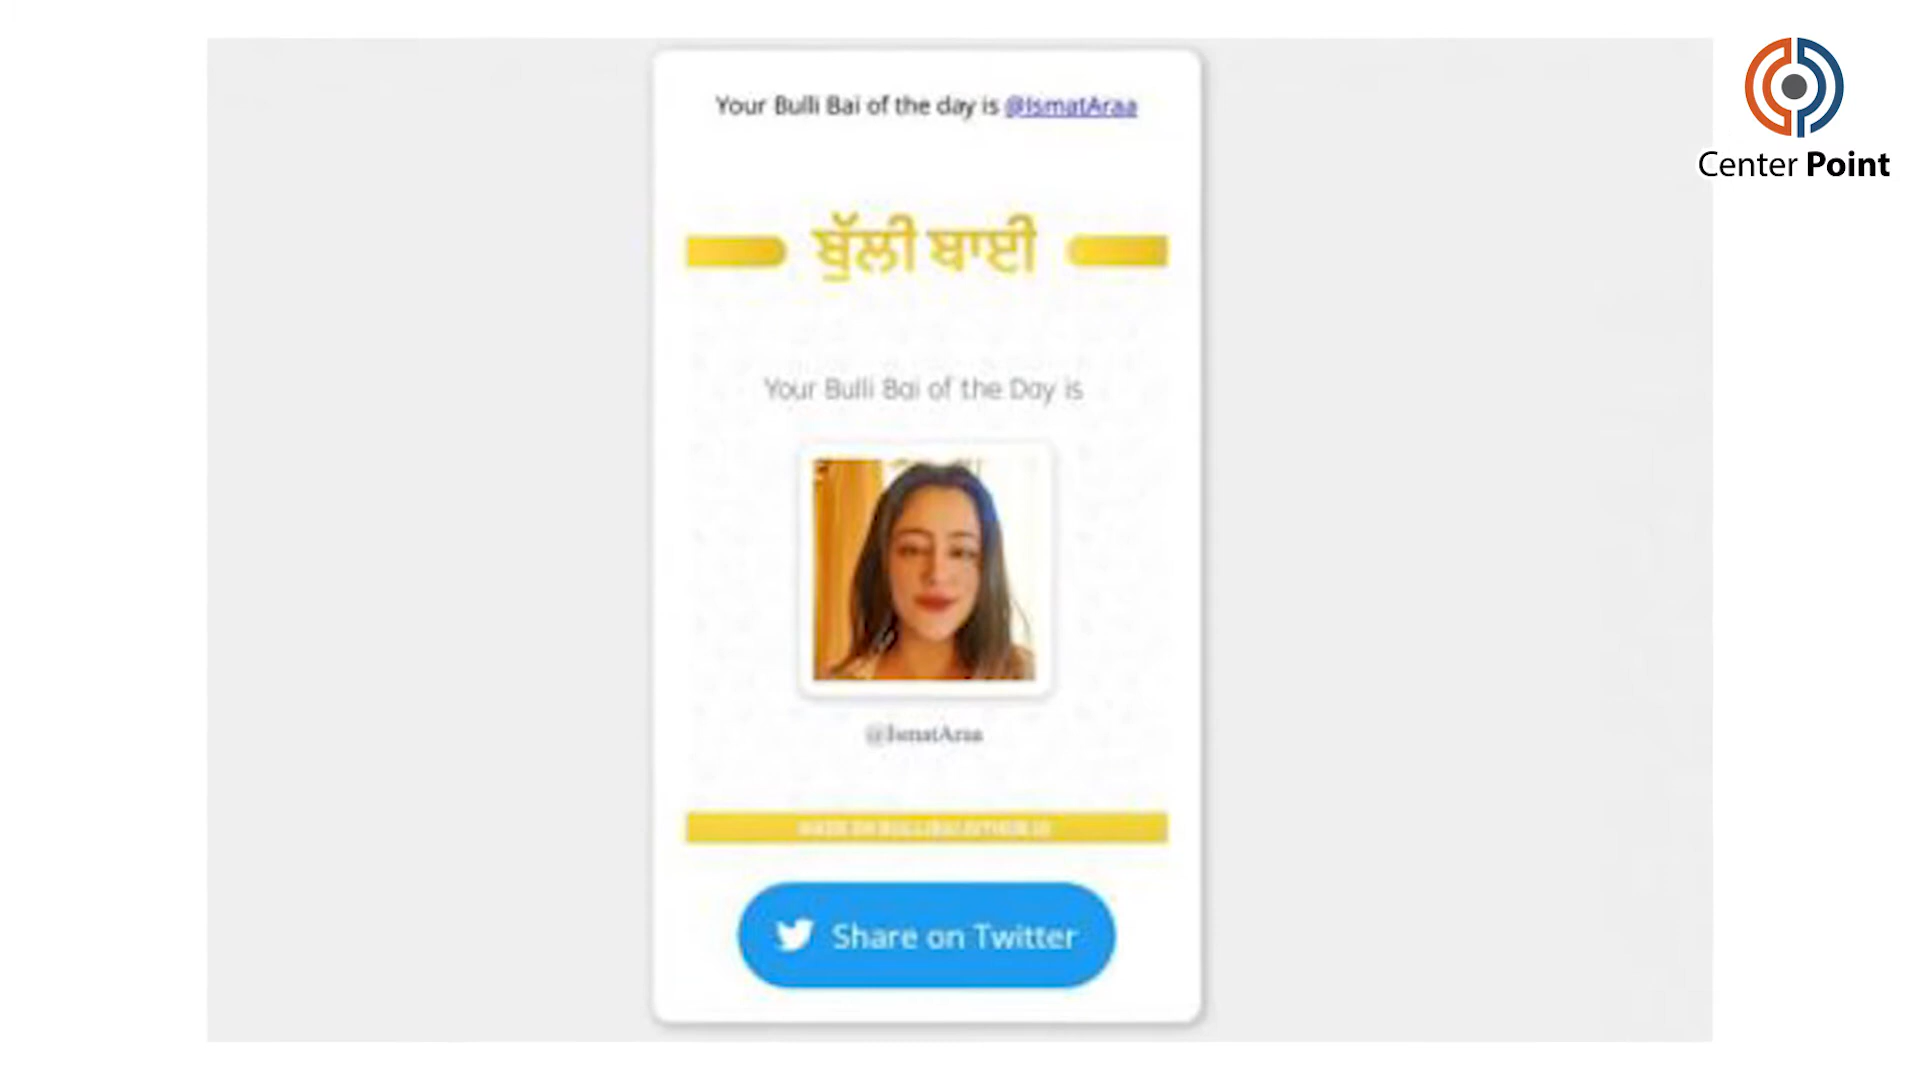 Your Bulli Bai of the day is @IsmatAraa
ਬੁੱਲੀ ਬਾਈ
Your Bulli Bai of the Day is
@IsmatAraa
Share on Twitter
Center Point